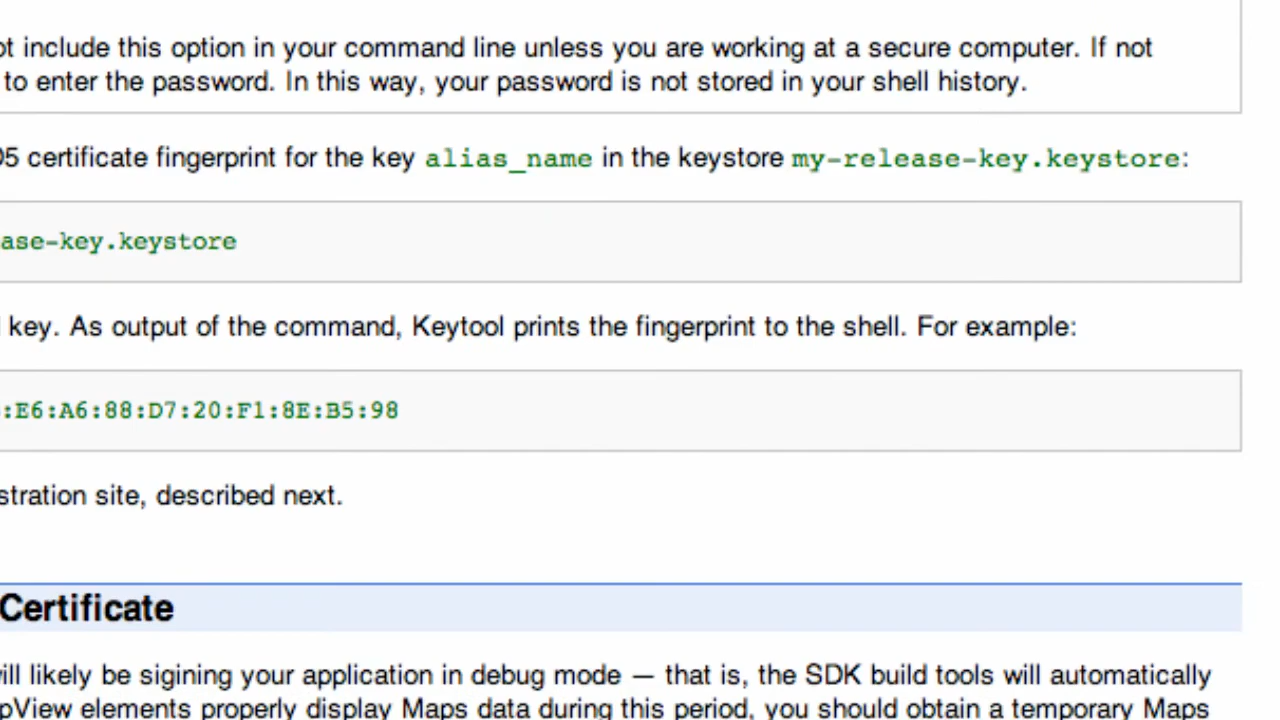 ot include this option in your command line unless you are working at a secure computer. If not
to enter the password. In this way, your password is not stored in your shell history.
D5 certificate fingerprint for the key alias_name in the keystore my-release-key.keystore:
ase-key.keystore
key. As output of the command, Keytool prints the fingerprint to the shell. For example:
:E6:A6:88:D7:20:F1:8E:B5:98
stration site, described next.
Certificate
ill likely be sigining your application in debug mode — that is, the SDK build tools will automatically
pView elements properly display Maps data during this period, you should obtain a temporary Maps